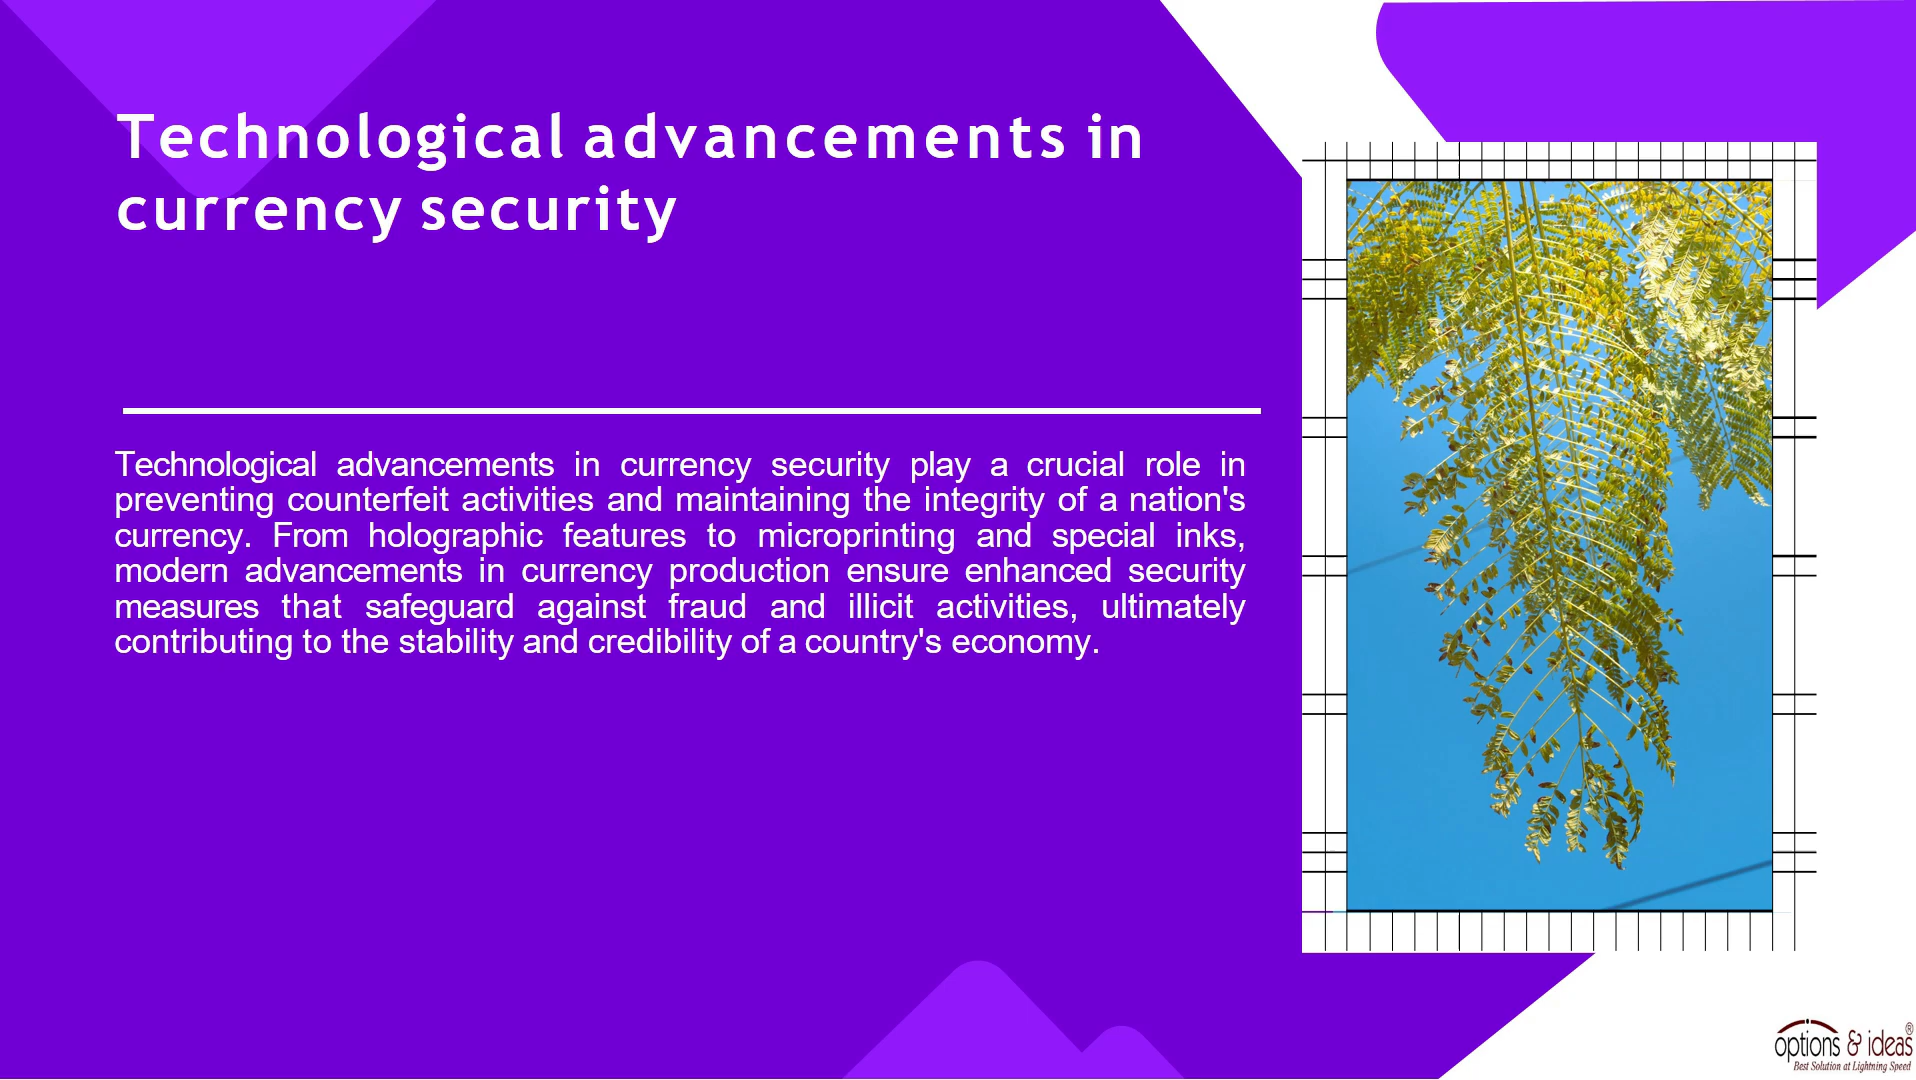 Technological advancements in
currency security
Technological advancements in currency security play a crucial role in
preventing counterfeit activities and maintaining the integrity of a nation's
currency. From holographic features to microprinting and special inks,
modern advancements in currency production ensure enhanced security
measures that safeguard against fraud and illicit activities, ultimately
contributing to the stability and credibility of a country's economy.
options & ideas®
Best Solution at Lightning Speed